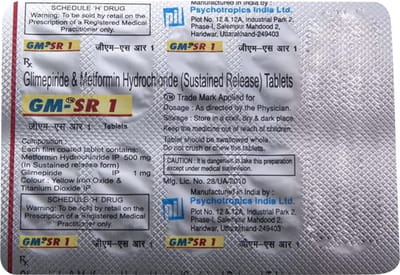 SCHEDULE 'H' DRUG
Warning: To be sold by retail on the
Prescription of a Registered Medical
Practitioner only.
GM-SR 1 जीएम-एस आर 1
pil
Manufactured in India by :
Psychotropics India Ltd.
Plot No. 12 & 12A, Industrial Park 2,
Phase-I, Salempur Mahdood 2,
Haridwar, Uttarakhand-249403
GM-SR 1 जीएम-एस आर 1
Rx
Glimepiride & Metformin Hydrochloride (Sustained Release) Tablets
GM-SR 1
जीएम-एस आर 1 Tablets
Composition:
Each film coated tablet contains:
Metformin Hydrochloride IP 500 mg
(In Sustained release form)
Glimepiride IP 1 mg
Colour : Yellow Iron Oxide &
Titanium Dioxide IP
TM Trade Mark Applied for
Dosage : As directed by the Physician.
Storage : Store in a cool, dry & dark place
Keep the medicine out of reach of children.
Tablet should be swallowed whole
Do not crush or chew the tablets.
CAUTION : It is dangerous to take this preparation
except under medical supervision.
Mfg. Lic. No. 28/UA/2010
SCHEDULE 'H' DRUG
Warning: To be sold by retail on the
Prescription of a Registered Medical
Practitioner only.
GM-SR 1 जीएम-एस आर 1
pil
Manufactured in India by :
Psychotropics India Ltd.
Plot No. 12 & 12A, Industrial Park 2,
Phase-I, Salempur Mahdood 2,
Haridwar, Uttarakhand-249403
GM-SR 1 जीएम-एस आर 1